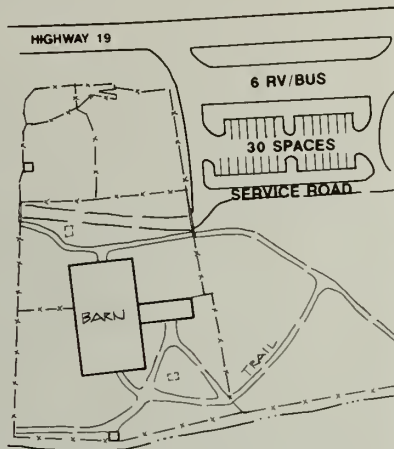 HIGHWAY 19
6 RV/BUS
30 SPACES
SERVICE ROAD
BARN
TRAIL